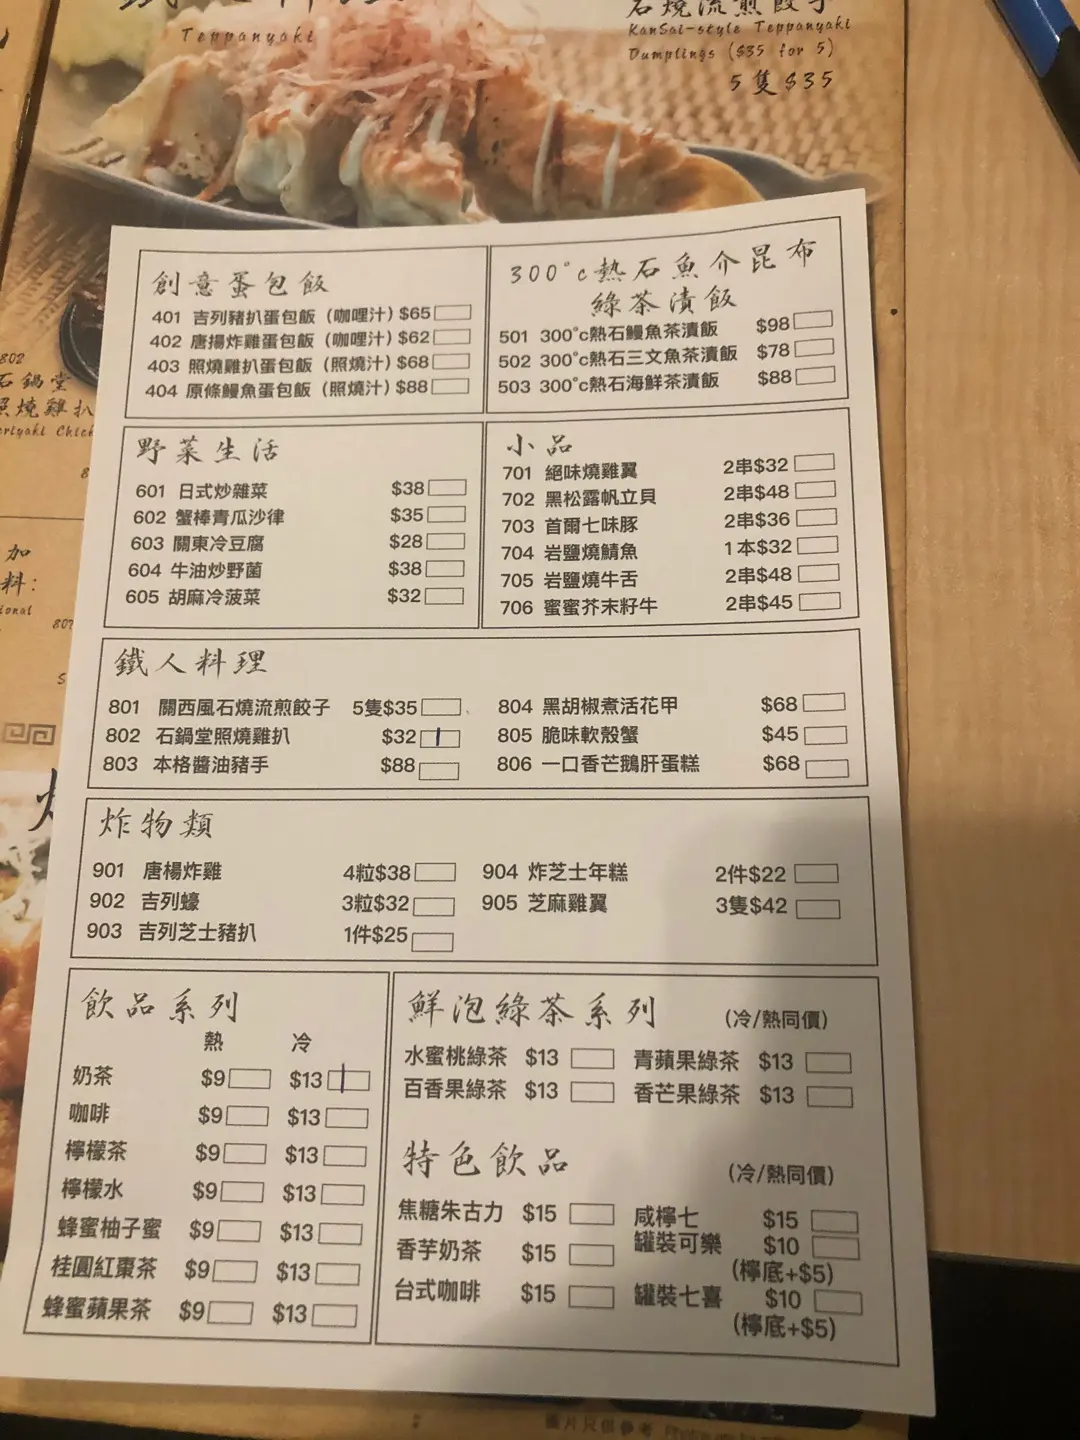 Teppanyaki
石燒流煎餃子
KanSai-style Teppanyaki
Dumplings ($35 for 5)
5隻$35
802
石鍋堂
照燒雞扒
加
料:
創意蛋包飯
401 吉列豬扒蛋包飯 (咖哩汁) $65
402 唐揚炸雞蛋包飯 (咖哩汁) $62
403 照燒雞扒蛋包飯 (照燒汁) $68
404 原條鰻魚蛋包飯 (照燒汁) $88
300°c熱石魚介昆布
綠茶漬飯
501 300°c熱石鰻魚茶漬飯 $98
502 300°c熱石三文魚茶漬飯 $78
503 300°c熱石海鮮茶漬飯 $88
野菜生活
601 日式炒雜菜 $38
602 蟹棒青瓜沙律 $35
603 關東冷豆腐 $28
604 牛油炒野菌 $38
605 胡麻冷菠菜 $32
小品
701 絕味燒雞翼 2串$32
702 黑松露帆立貝 2串$48
703 首爾七味豚 2串$36
704 岩鹽燒鯖魚 1本$32
705 岩鹽燒牛舌 2串$48
706 蜜蜜芥末籽牛 2串$45
鐵人料理
801 關西風石燒流煎餃子 5隻$35
802 石鍋堂照燒雞扒 $32
803 本格醬油豬手 $88
804 黑胡椒煮活花甲 $68
805 脆味軟殼蟹 $45
806 一口香芒鵝肝蛋糕 $68
炸物類
901 唐楊炸雞 4粒$38
902 吉列蠔 3粒$32
903 吉列芝士豬扒 1件$25
904 炸芝士年糕 2件$22
905 芝麻雞翼 3隻$42
飲品系列
熱 冷
奶茶 $9 $13
咖啡 $9 $13
檸檬茶 $9 $13
檸檬水 $9 $13
蜂蜜柚子蜜 $9 $13
桂圓紅棗茶 $9 $13
蜂蜜蘋果茶 $9 $13
鮮泡綠茶系列 (冷/熱同價)
水蜜桃綠茶 $13 青蘋果綠茶 $13
百香果綠茶 $13 香芒果綠茶 $13
特色飲品 (冷/熱同價)
焦糖朱古力 $15
香芋奶茶 $15
台式咖啡 $15
咸檸七 $15
罐裝可樂 $10
(檸底+$5)
罐裝七喜 $10
(檸底+$5)
圖片只供參考